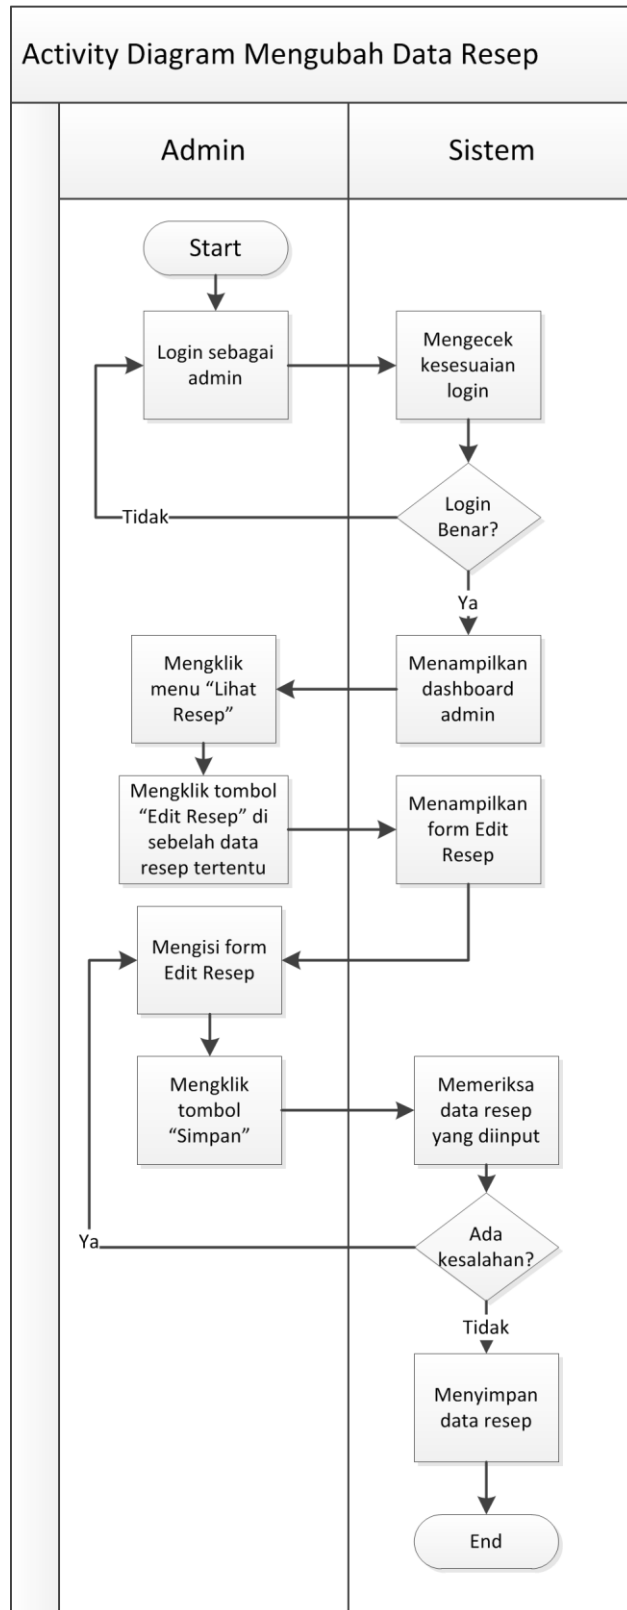 Activity Diagram Mengubah Data Resep
Admin
Sistem
Start
Login sebagai
admin
Mengecek
kesesuaian
login
Login
Benar?
Tidak
Ya
Menampilkan
dashboard
admin
Mengklik
menu “Lihat
Resep”
Mengklik tombol
“Edit Resep” di
sebelah data
resep tertentu
Menampilkan
form Edit
Resep
Mengisi form
Edit Resep
Mengklik
tombol
“Simpan”
Memeriksa
data resep
yang diinput
Ada
kesalahan?
Ya
Tidak
Menyimpan
data resep
End